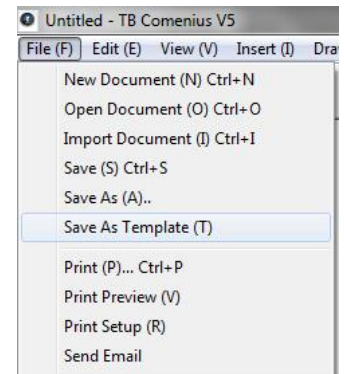 Untitled - TB Comenius V5
File (F) Edit (E) View (V) Insert (I) Dra
New Document (N) Ctrl+N
Open Document (O) Ctrl+O
Import Document (I) Ctrl+I
Save (S) Ctrl+S
Save As (A)..
Save As Template (T)
Print (P)... Ctrl+P
Print Preview (V)
Print Setup (R)
Send Email